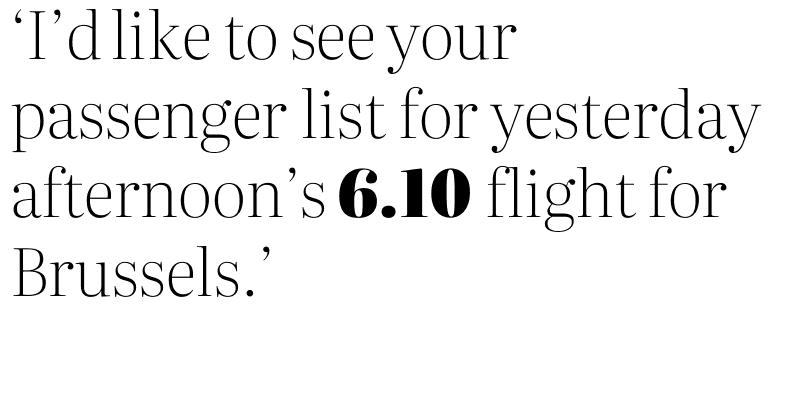 ‘I’d like to see your
passenger list for yesterday
afternoon’s 6.10 flight for
Brussels.’